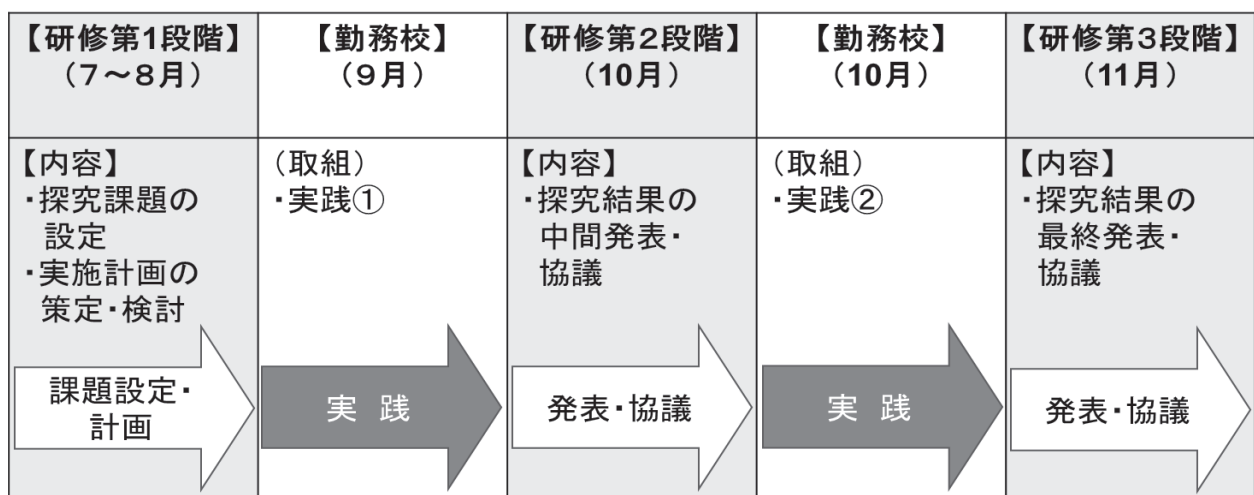 【研修第1段階】
(7~8月)
【勤務校】
(9月)
【研修第2段階】
(10月)
【勤務校】
(10月)
【研修第3段階】
(11月)
【内容】
・探究課題の
設定
・実施計画の
策定・検討
(取組)
・実践①
【内容】
・探究結果の
中間発表・
協議
(取組)
・実践②
【内容】
・探究結果の
最終発表・
協議
課題設定・
計画
実 践
発表・協議
実 践
発表・協議